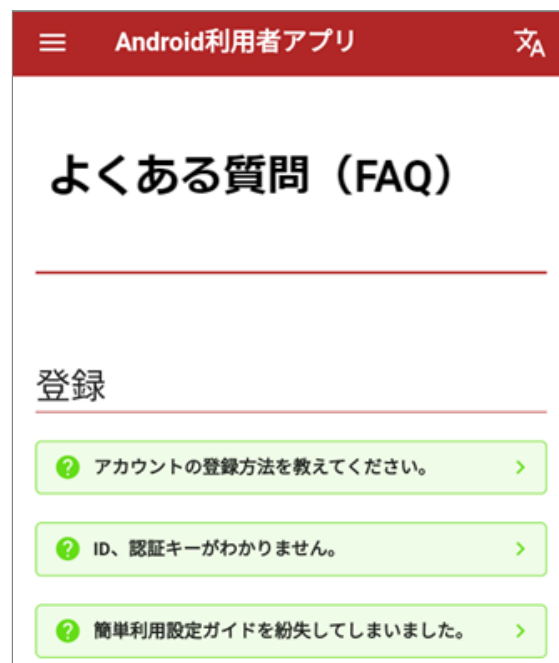 Android利用者アプリ
よくある質問（FAQ）
登録
アカウントの登録方法を教えてください。
ID、認証キーがわかりません。
簡単利用設定ガイドを紛失してしまいました。